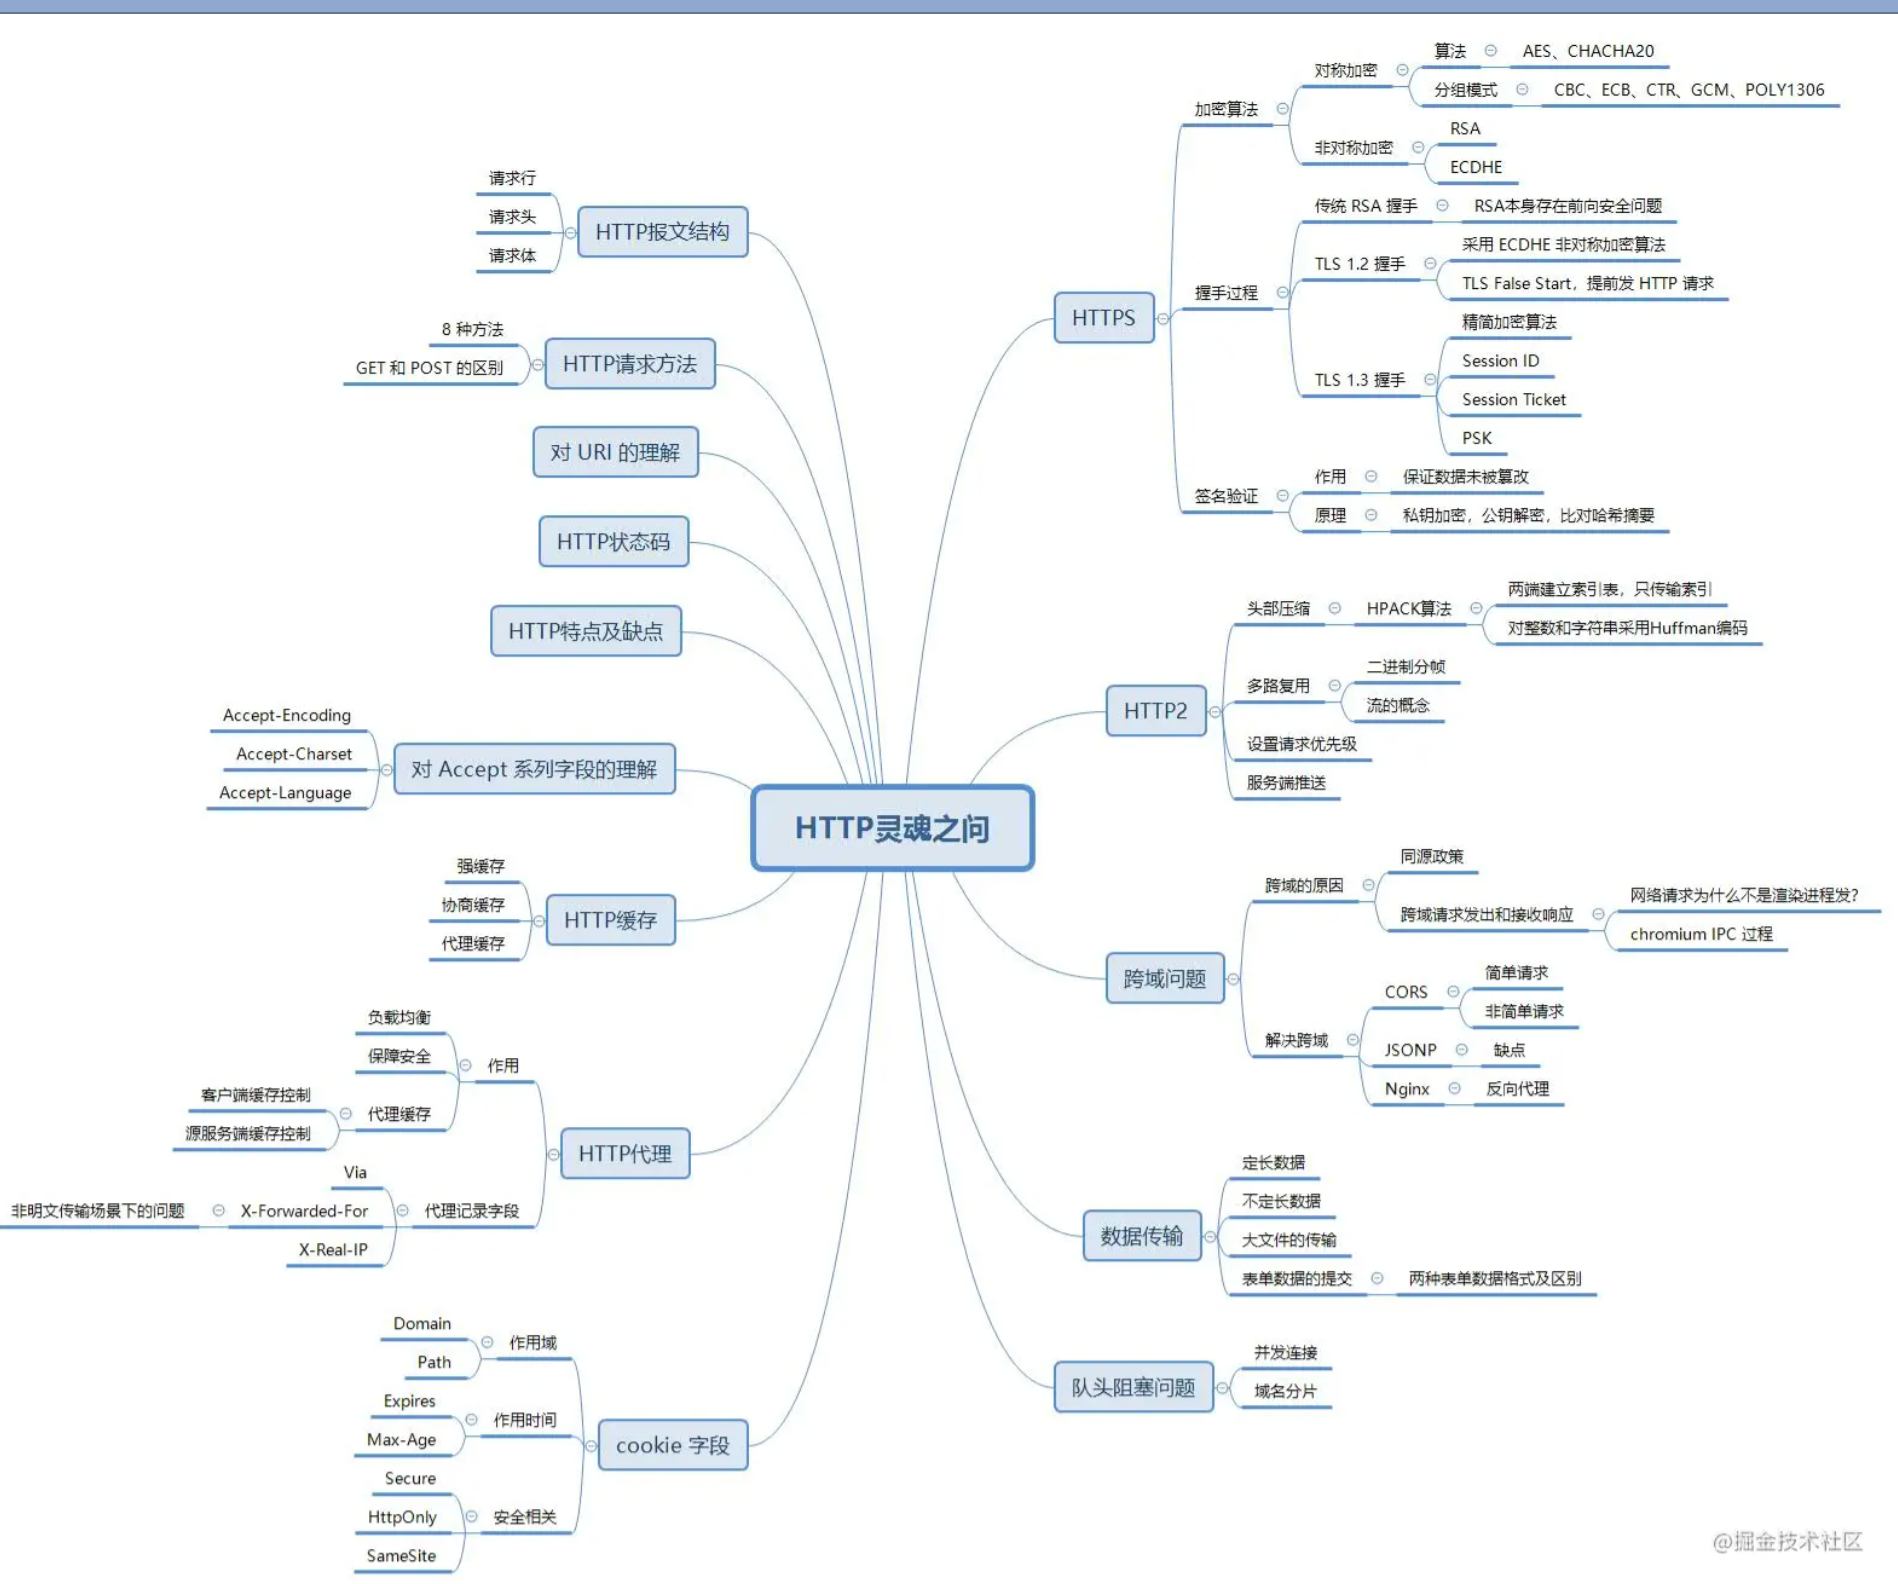 HTTP灵魂之问
HTTP报文结构
请求行
请求头
请求体
HTTP请求方法
8 种方法
GET 和 POST 的区别
对 URI 的理解
HTTP状态码
HTTP特点及缺点
对 Accept 系列字段的理解
Accept-Encoding
Accept-Charset
Accept-Language
HTTP缓存
强缓存
协商缓存
代理缓存
HTTP代理
作用
负载均衡
保障安全
代理缓存
客户端缓存控制
源服务端缓存控制
代理记录字段
Via
X-Forwarded-For
非明文传输场景下的问题
X-Real-IP
cookie 字段
作用域
Domain
Path
作用时间
Expires
Max-Age
安全相关
Secure
HttpOnly
SameSite
HTTPS
加密算法
对称加密
算法
AES、CHACHA20
分组模式
CBC、ECB、CTR、GCM、POLY1306
非对称加密
RSA
ECDHE
握手过程
传统 RSA 握手
RSA本身存在前向安全问题
TLS 1.2 握手
采用 ECDHE 非对称加密算法
TLS False Start，提前发 HTTP 请求
TLS 1.3 握手
精简加密算法
Session ID
Session Ticket
PSK
签名验证
作用
保证数据未被篡改
原理
私钥加密，公钥解密，比对哈希摘要
HTTP2
头部压缩
HPACK算法
两端建立索引表，只传输索引
对整数和字符串采用Huffman编码
多路复用
二进制分帧
流的概念
设置请求优先级
服务端推送
跨域问题
跨域的原因
同源政策
跨域请求发出和接收响应
网络请求为什么不是渲染进程发?
chromium IPC 过程
解决跨域
CORS
简单请求
非简单请求
JSONP
缺点
Nginx
反向代理
数据传输
定长数据
不定长数据
大文件的传输
表单数据的提交
两种表单数据格式及区别
队头阻塞问题
并发连接
域名分片
@掘金技术社区